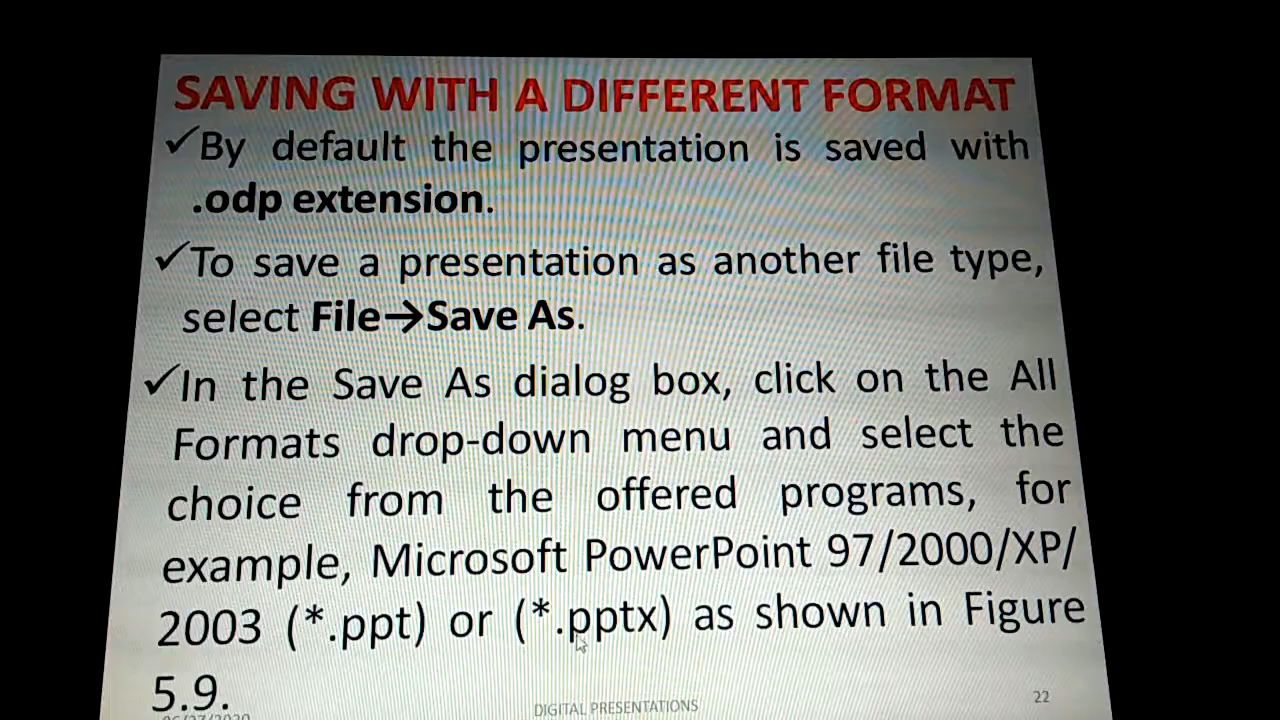 SAVING WITH A DIFFERENT FORMAT
✓By default the presentation is saved with
.odp extension.
✓To save a presentation as another file type,
select File→Save As.
✓In the Save As dialog box, click on the All
Formats drop-down menu and select the
choice from the offered programs, for
example, Microsoft PowerPoint 97/2000/XP/
2003 (*.ppt) or (*.pptx) as shown in Figure
5.9.
DIGITAL PRESENTATIONS
22